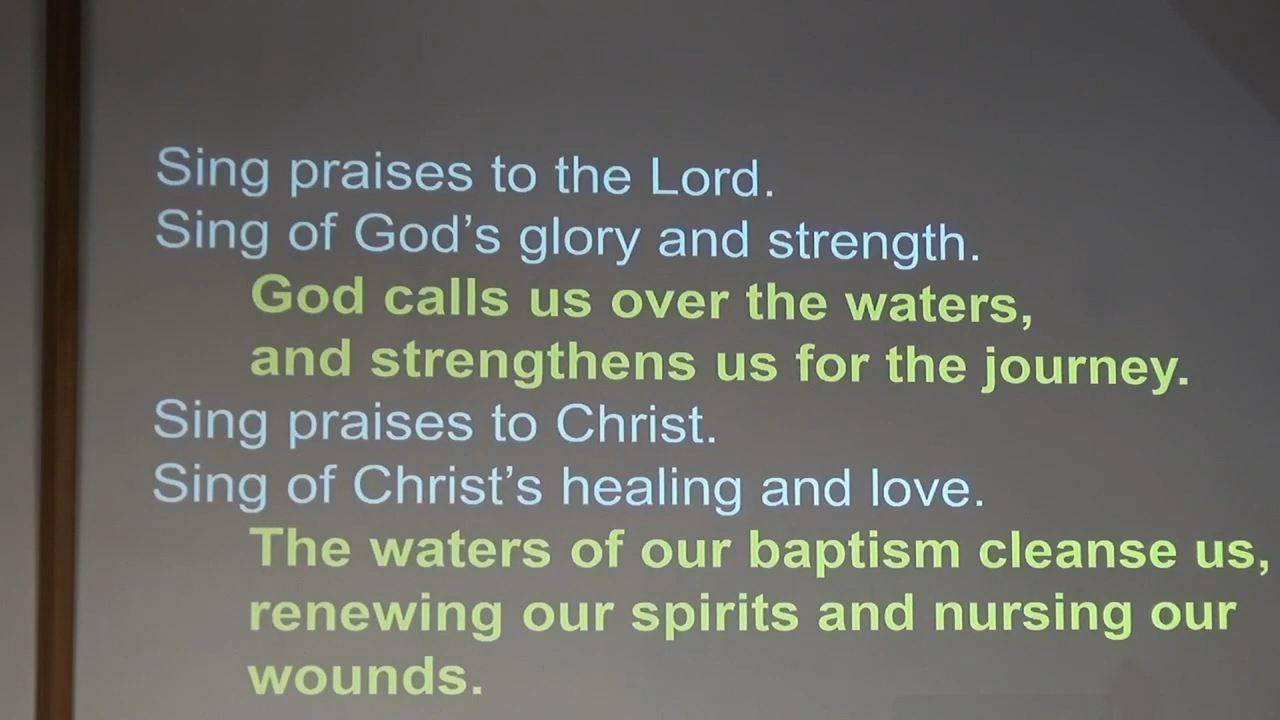 Sing praises to the Lord.
Sing of God’s glory and strength.
God calls us over the waters,
and strengthens us for the journey.
Sing praises to Christ.
Sing of Christ’s healing and love.
The waters of our baptism cleanse us,
renewing our spirits and nursing our
wounds.